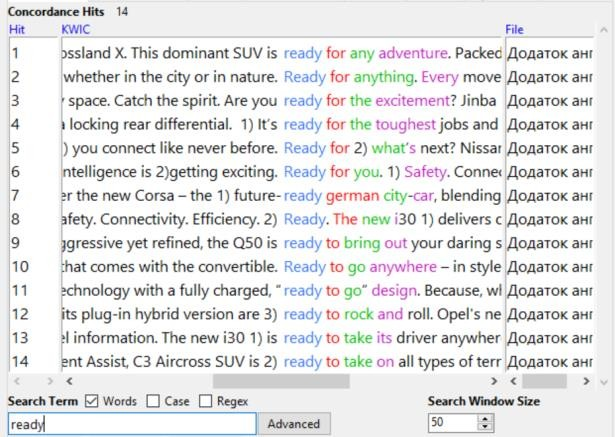 Concordance Hits 14
Hit KWIC File
1 ossland X. This dominant SUV is ready for any adventure. Packed Додаток анг
2 whether in the city or in nature. Ready for anything. Every move Додаток анг
3 space. Catch the spirit. Are you ready for the excitement? Jinba Додаток анг
4 locking rear differential. 1) It's ready for the toughest jobs and Додаток анг
5 ) you connect like never before. Ready for 2) what's next? Nissan Додаток анг
6 ntelligence is 2)getting exciting. Ready for you. 1) Safety. Connec Додаток анг
7 er the new Corsa – the 1) future- ready german city-car, blending Додаток анг
8 afety. Connectivity. Efficiency. 2) Ready. The new i30 1) delivers c Додаток анг
9 ggressive yet refined, the Q50 is ready to bring out your daring s Додаток анг
10 that comes with the convertible. Ready to go anywhere – in style Додаток анг
11 echnology with a fully charged, "ready to go" design. Because, wh Додаток анг
12 its plug-in hybrid version are 3) ready to rock and roll. Opel's ne Додаток анг
13 el information. The new i30 1) is ready to take its driver anywher Додаток анг
14 ent Assist, C3 Aircross SUV is 2) ready to take on all types of terr Додаток анг
Search Term Words Case Regex Search Window Size
ready Advanced 50